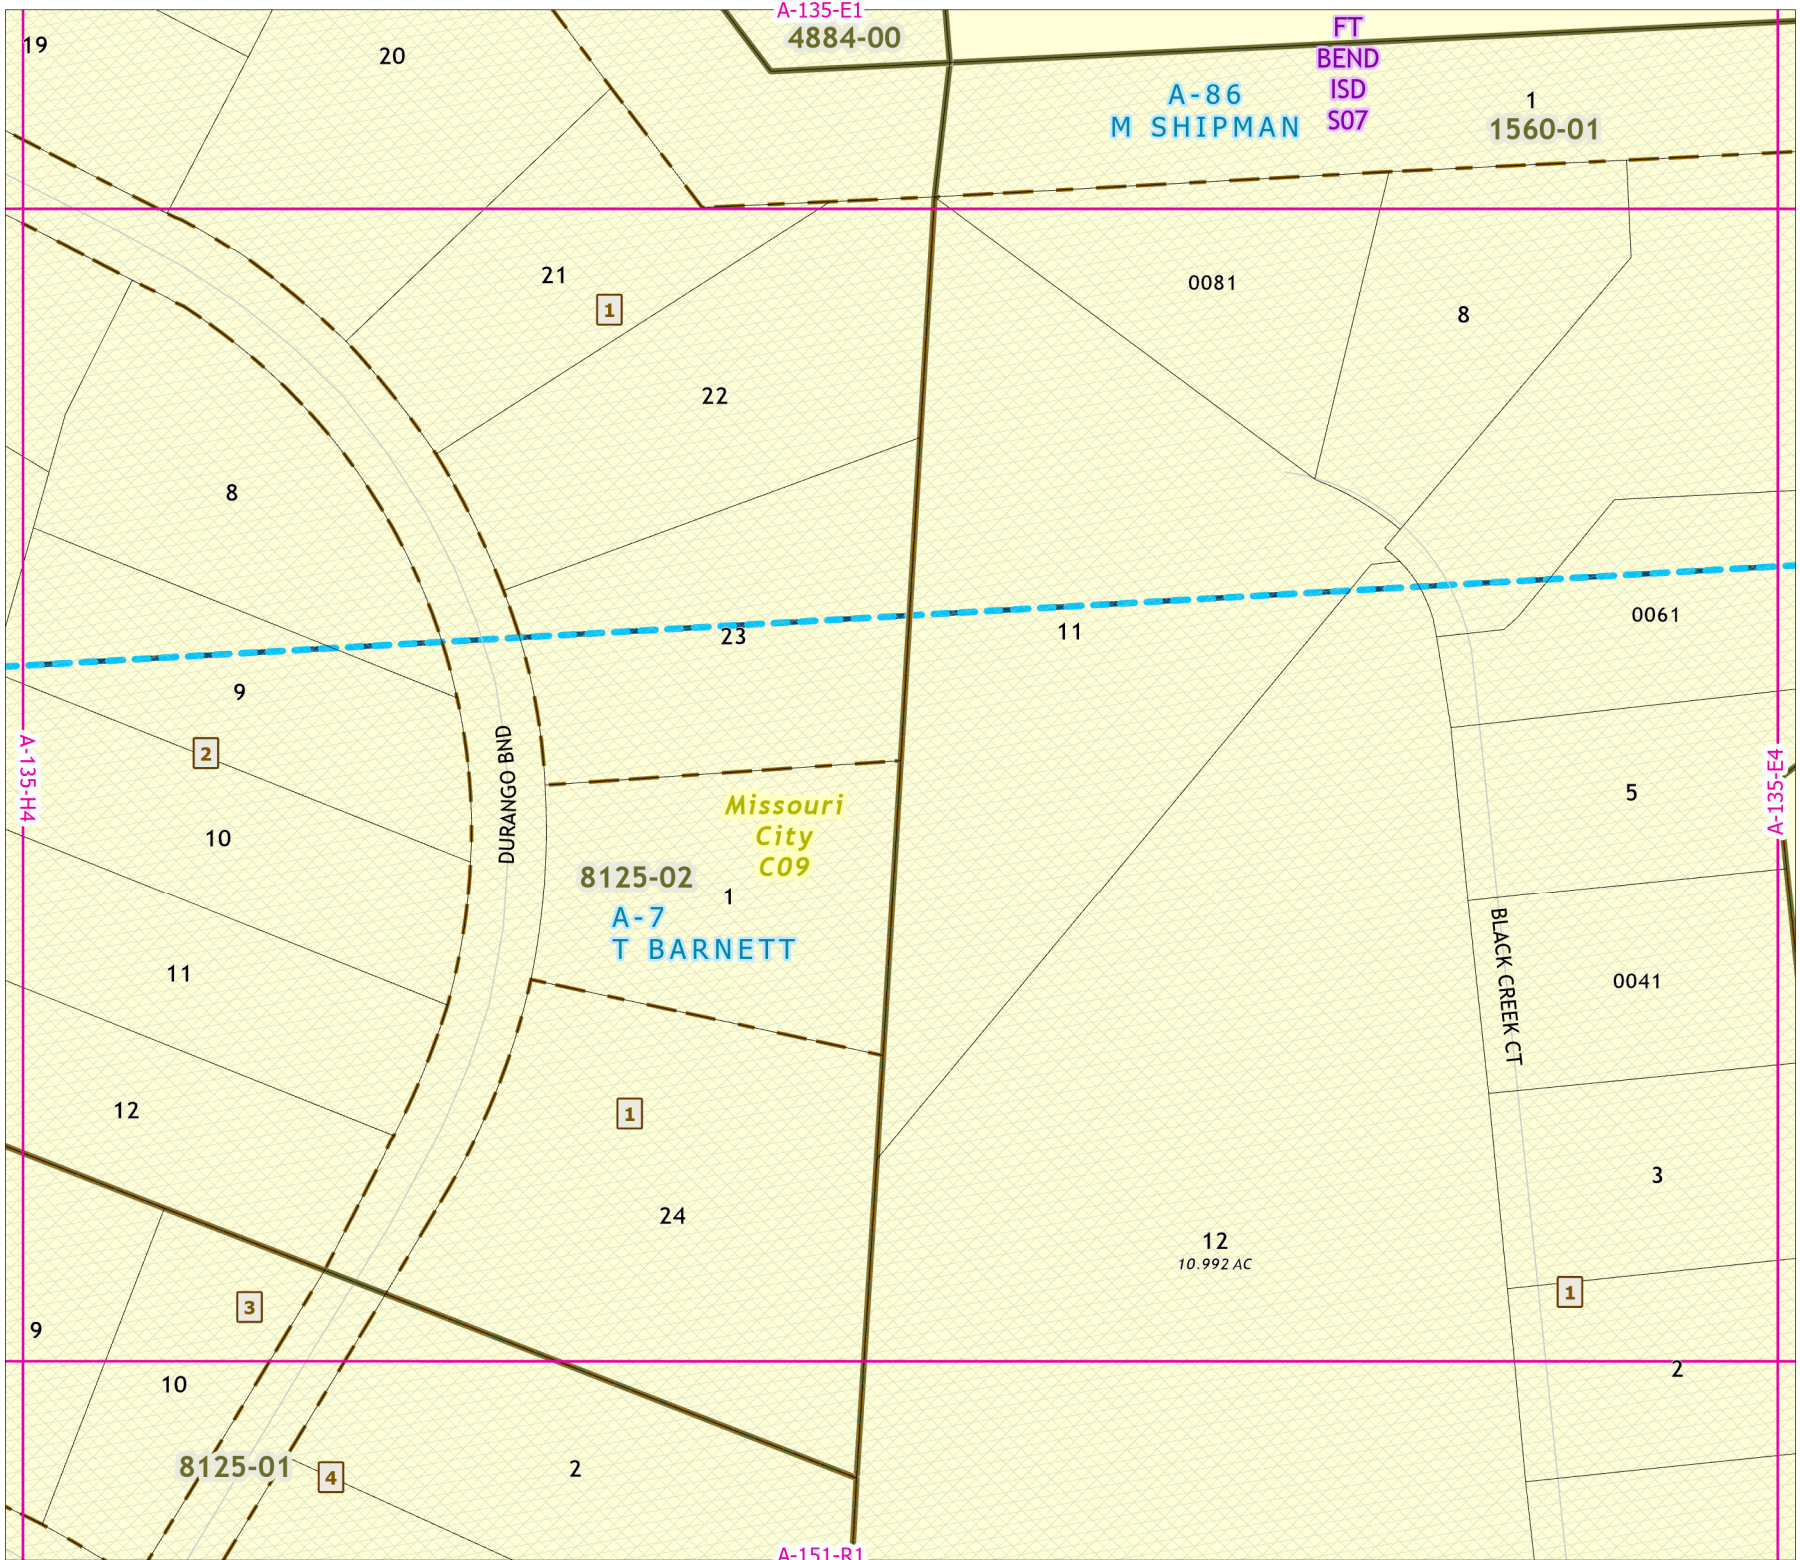 A-135-E1
19
20
4884-00
FT
BEND
ISD
S07
A-86
M SHIPMAN
1
1560-01
21
1
0081
8
22
8
23
11
0061
9
2
DURANGO BND
A-135-H4
A-135-E4
5
Missouri
City
C09
10
8125-02
1
A-7
T BARNETT
11
BLACK CREEK CT
0041
12
1
3
24
12
10.992 AC
3
1
9
10
2
8125-01
4
2
A-151-R1